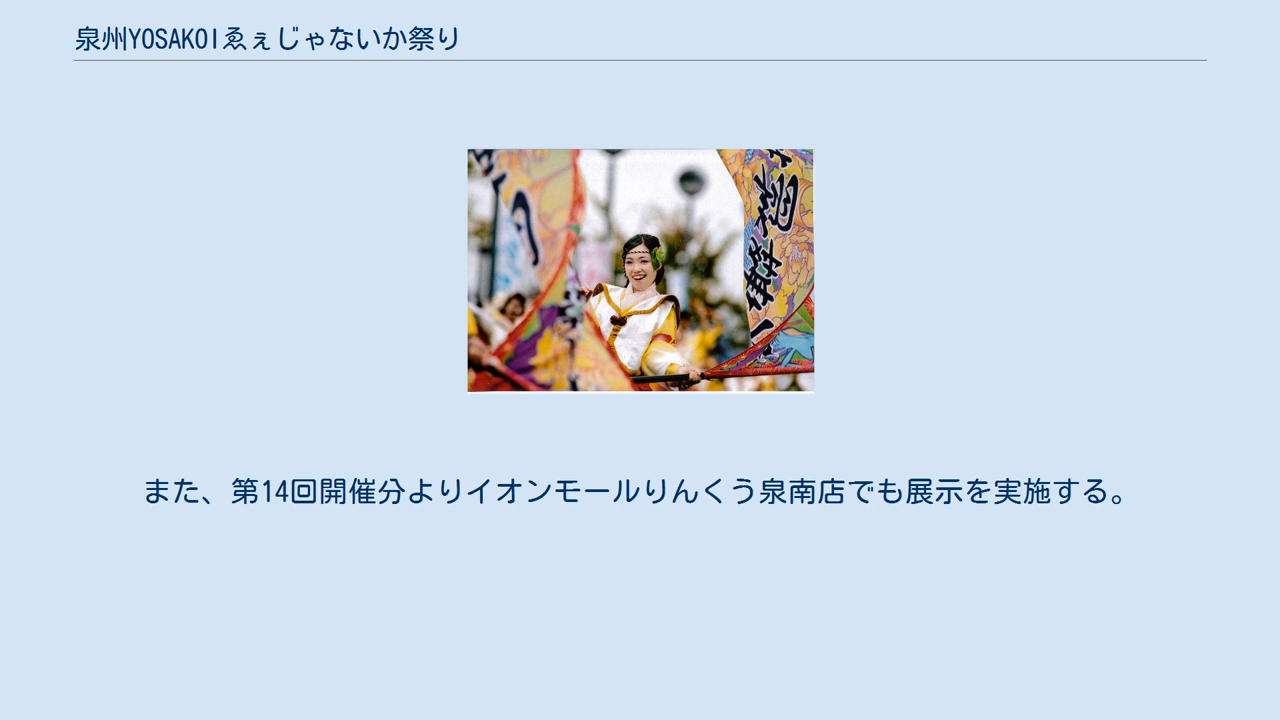 泉州YOSAKOIゑぇじゃないか祭り
また、第14回開催分よりイオンモールりんくう泉南店でも展示を実施する。